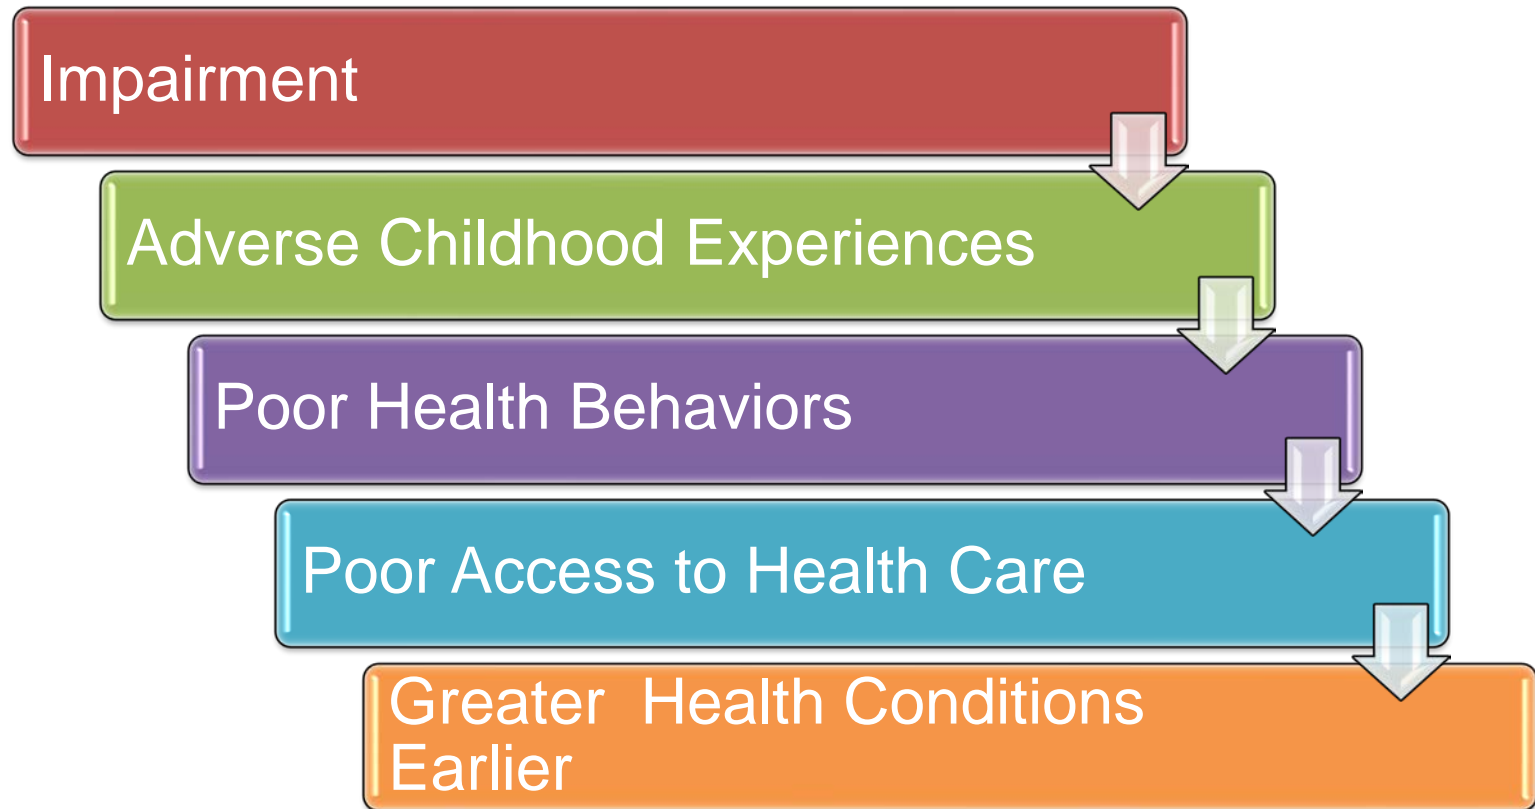 Impairment
Adverse Childhood Experiences
Poor Health Behaviors
Poor Access to Health Care
Greater  Health Conditions
Earlier